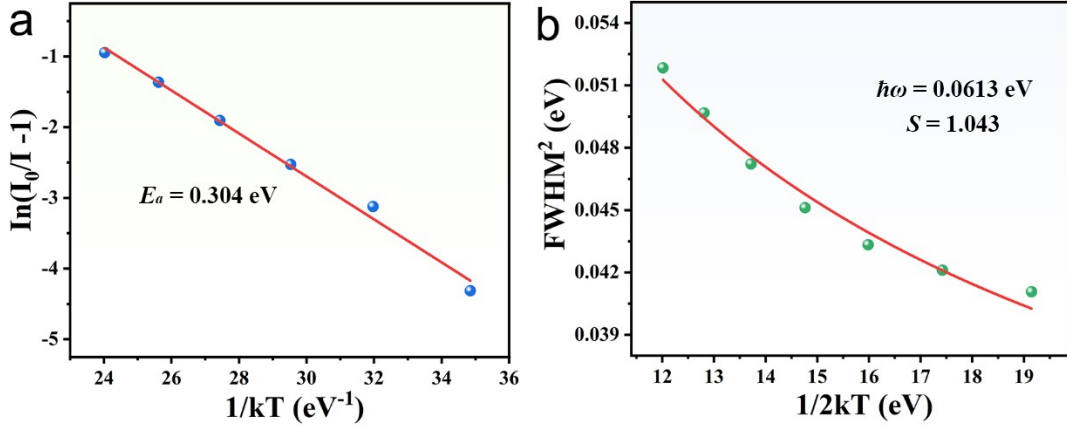 a
ln(I₀/I -1)
-1
-2
-3
-4
-5
Eₐ = 0.304 eV
24 26 28 30 32 34 36
1/kT (eV⁻¹)
b
FWHM² (eV)
0.054
0.051
0.048
0.045
0.042
0.039
ℏω = 0.0613 eV
S = 1.043
12 13 14 15 16 17 18 19
1/2kT (eV)